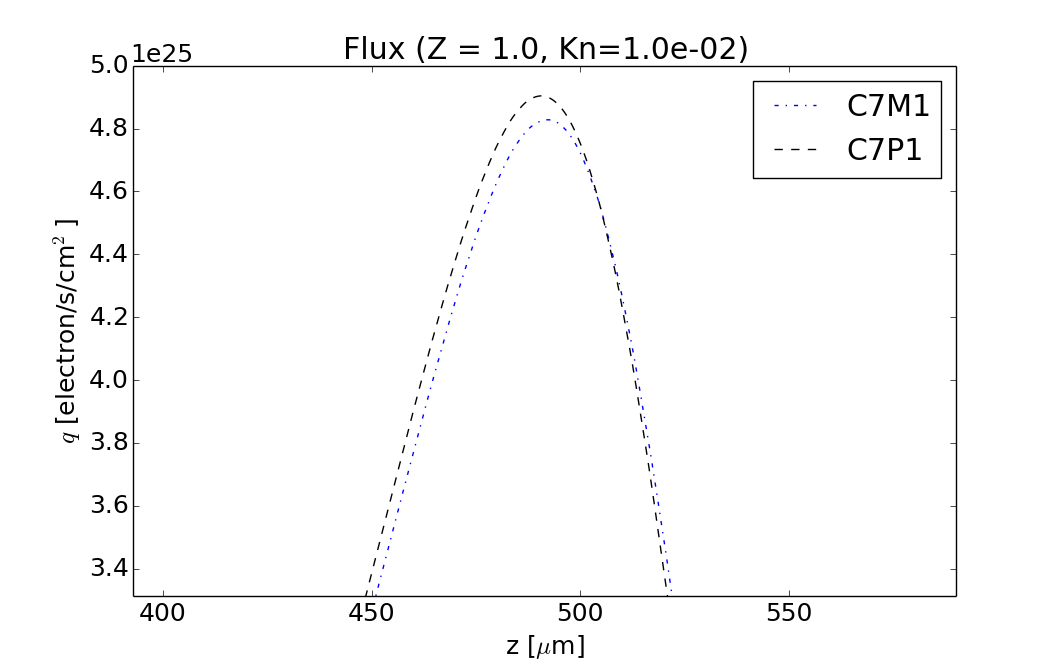 Flux (Z = 1.0, Kn=1.0e-02)
1e25
5.0
4.8
4.6
4.4
4.2
4.0
3.8
3.6
3.4
q [electron/s/cm² ]
C7M1
C7P1
400
450
500
550
z [μm]